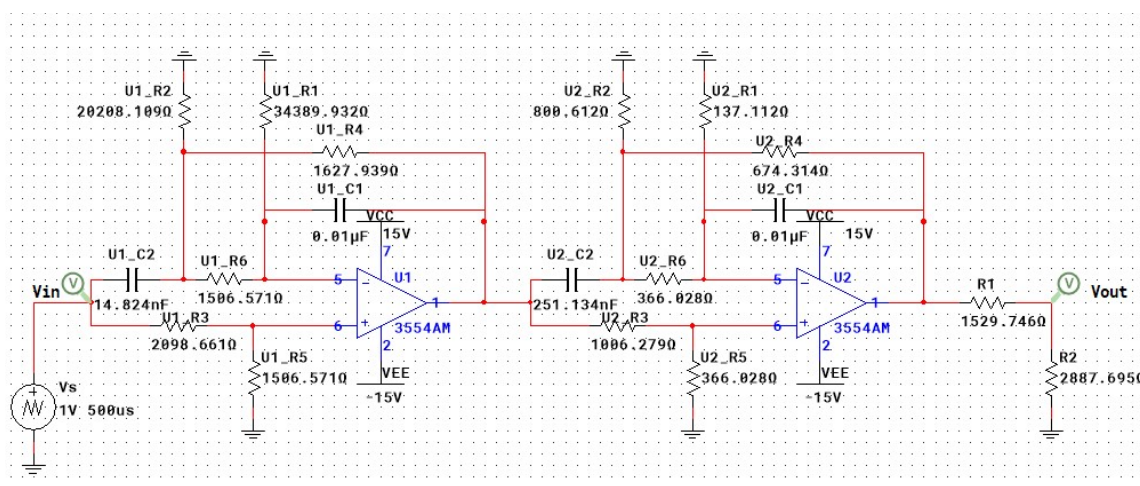 U1_R2
20208.109Ω
U1_R1
34389.932Ω
U1_R4
1627.939Ω
U1_C1
0.01µF
VCC
15V
7
U1_C2
14.824nF
U1_R6
1506.571Ω
5
U1
1
Vin
V
U1_R3
2098.661Ω
6
3554AM
2
U1_R5
1506.571Ω
VEE
-15V
Vs
1V 500us
U2_R2
800.612Ω
U2_R1
137.112Ω
U2_R4
674.314Ω
U2_C1
0.01µF
VCC
15V
7
U2_C2
251.134nF
U2_R6
366.028Ω
5
U2
1
U2_R3
1006.279Ω
6
3554AM
2
U2_R5
366.028Ω
VEE
-15V
R1
1529.746Ω
V
Vout
R2
2887.695Ω